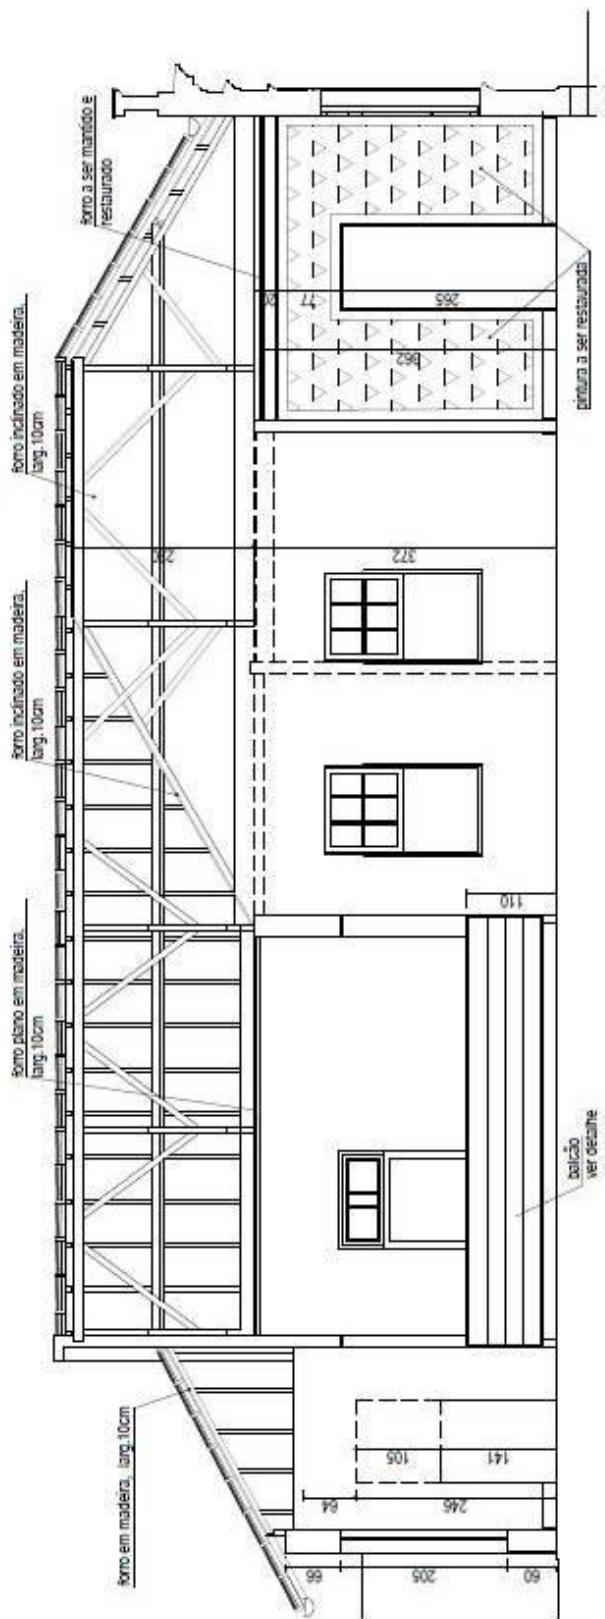 forro em madeira, larg.10cm
forro plano em madeira,
larg.10cm
forro inclinado em madeira,
larg.10cm
forro inclinado em madeira,
larg.10cm
forro a ser mantido e
restaurado
66
205
60
64
246
105
141
110
372
362
77
265
balcão
ver detalhe
pintura a ser restaurada